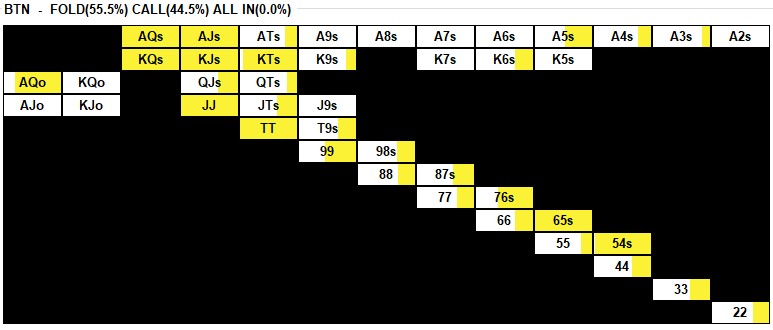 BTN - FOLD(55.5%) CALL(44.5%) ALL IN(0.0%)
AQs AJs ATs A9s A8s A7s A6s A5s A4s A3s A2s
KQs KJs KTs K9s K7s K6s K5s
AQo KQo QJs QTs
AJo KJo JJ JTs J9s
TT T9s
99 98s
88 87s
77 76s
66 65s
55 54s
44
33
22